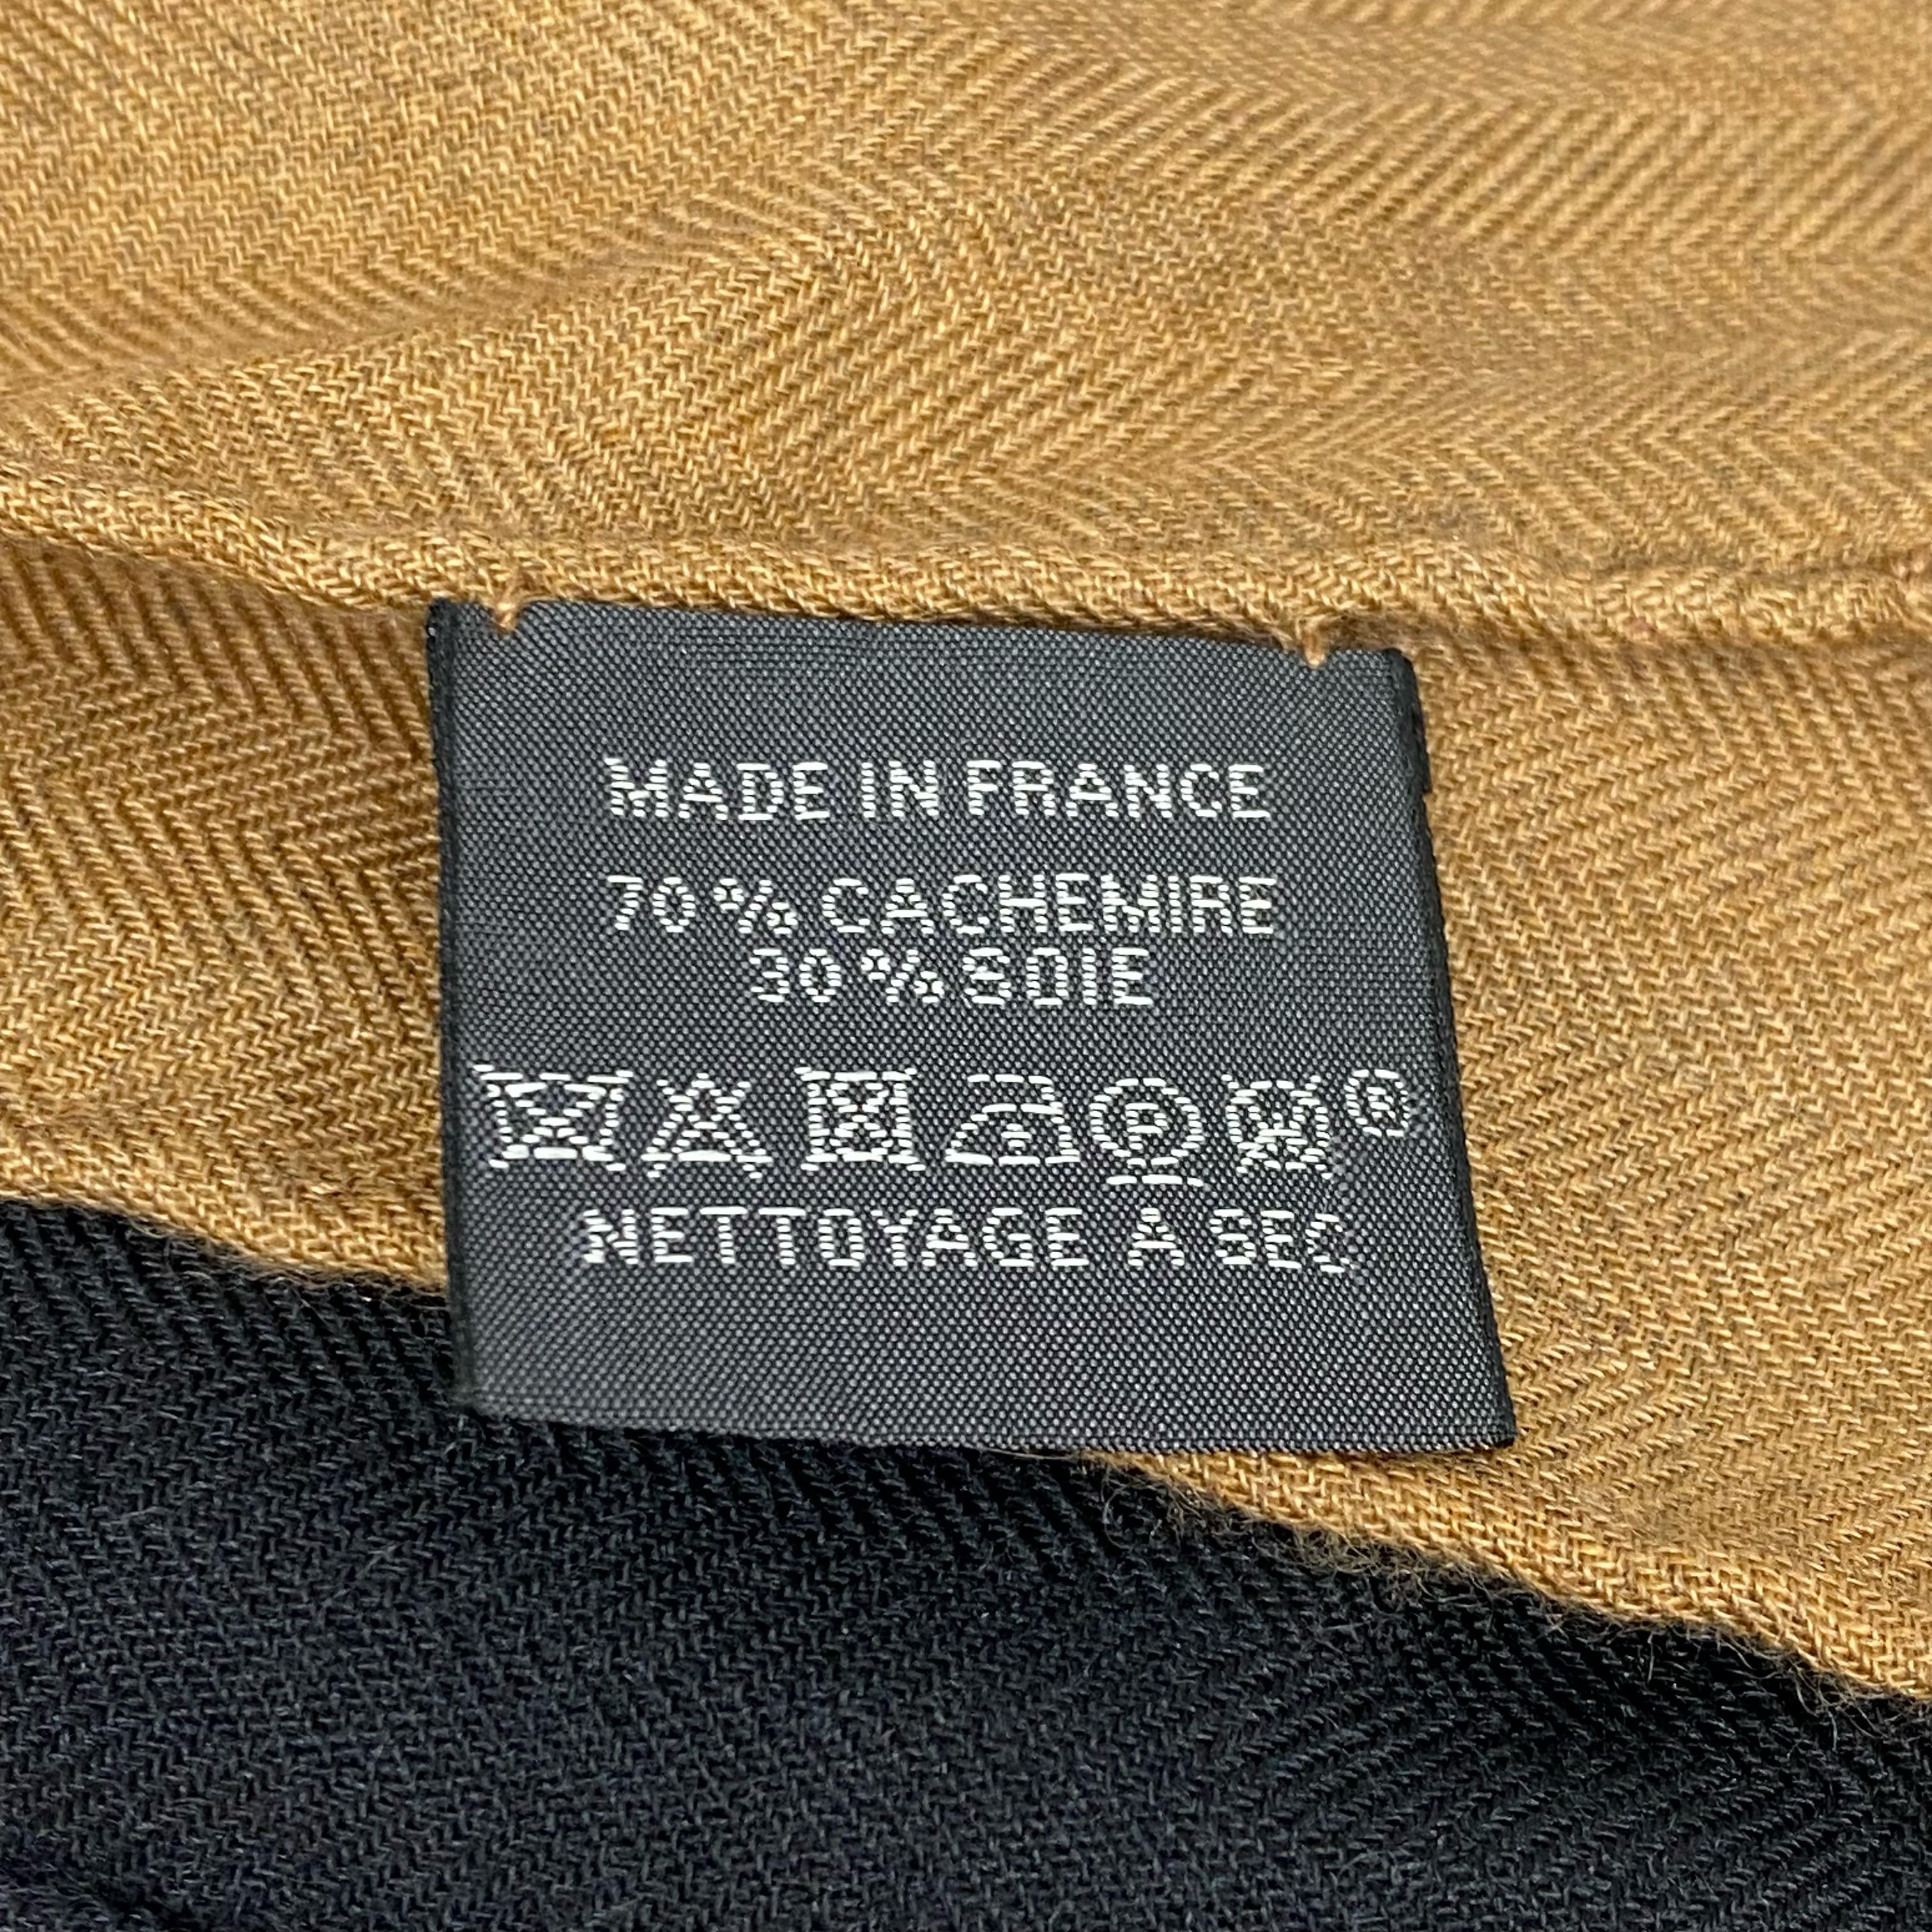 MADE IN FRANCE
70% CACHEMIRE
30% SOIE
P ®
NETTOYAGE A SEC